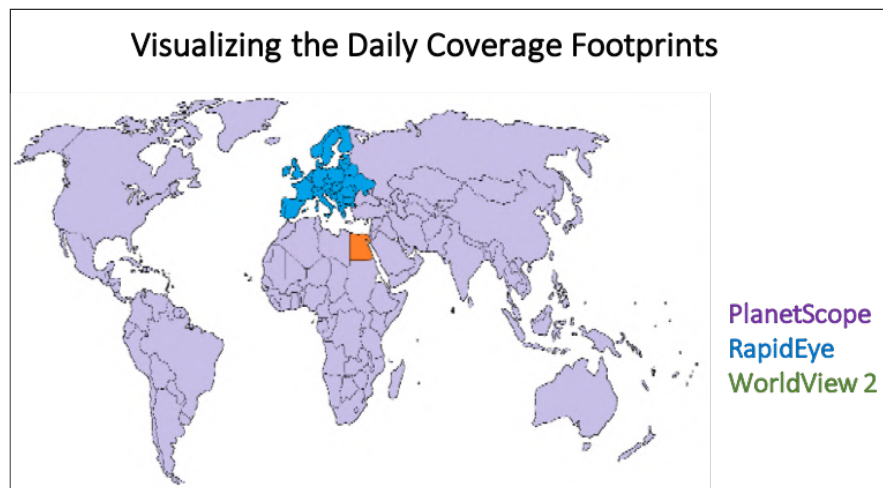 Visualizing the Daily Coverage Footprints
PlanetScope
RapidEye
WorldView 2